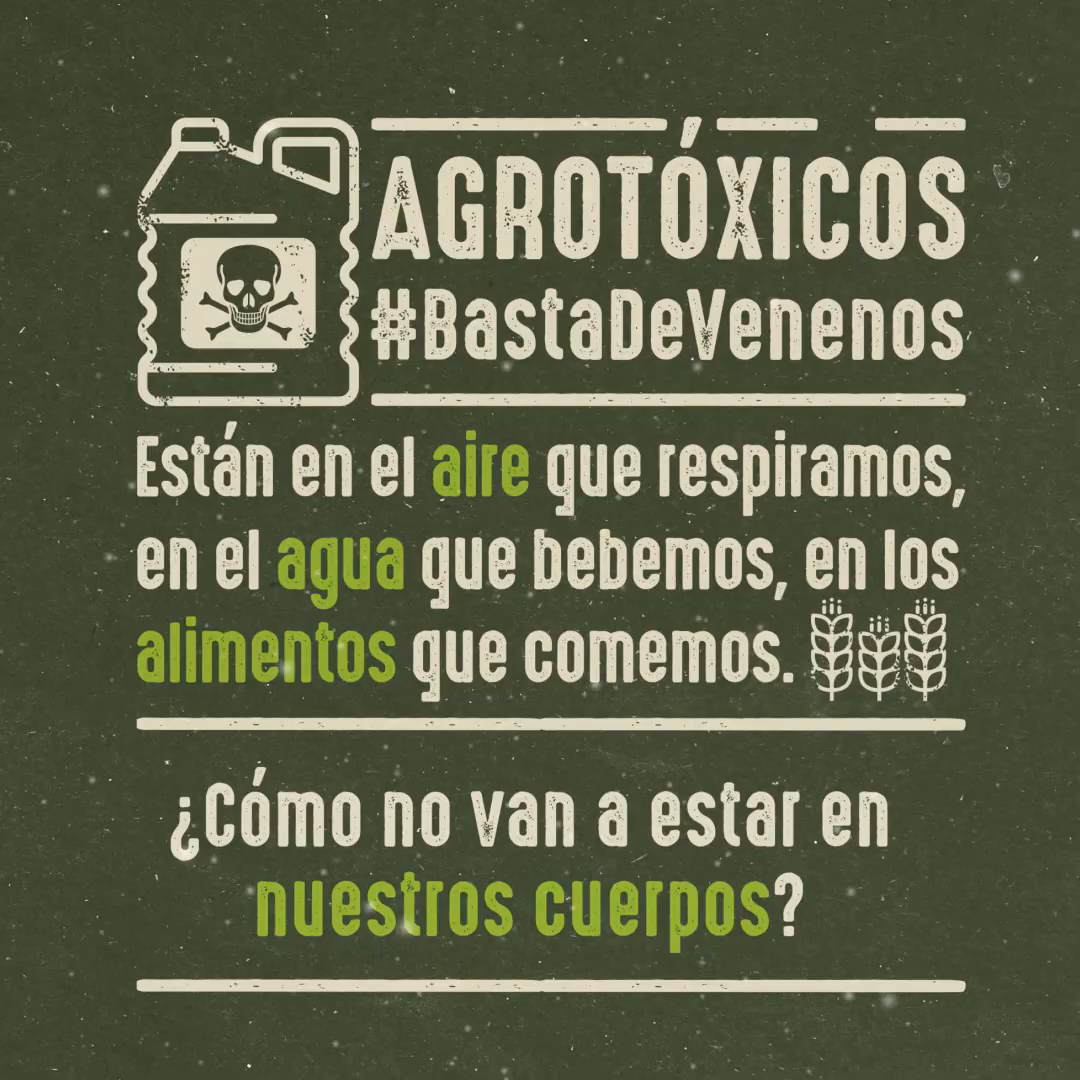 AGROTÓXICOS
#BastaDeVenenos
Están en el aire que respiramos,
en el agua que bebemos, en los
alimentos que comemos.
¿Cómo no van a estar en
nuestros cuerpos?